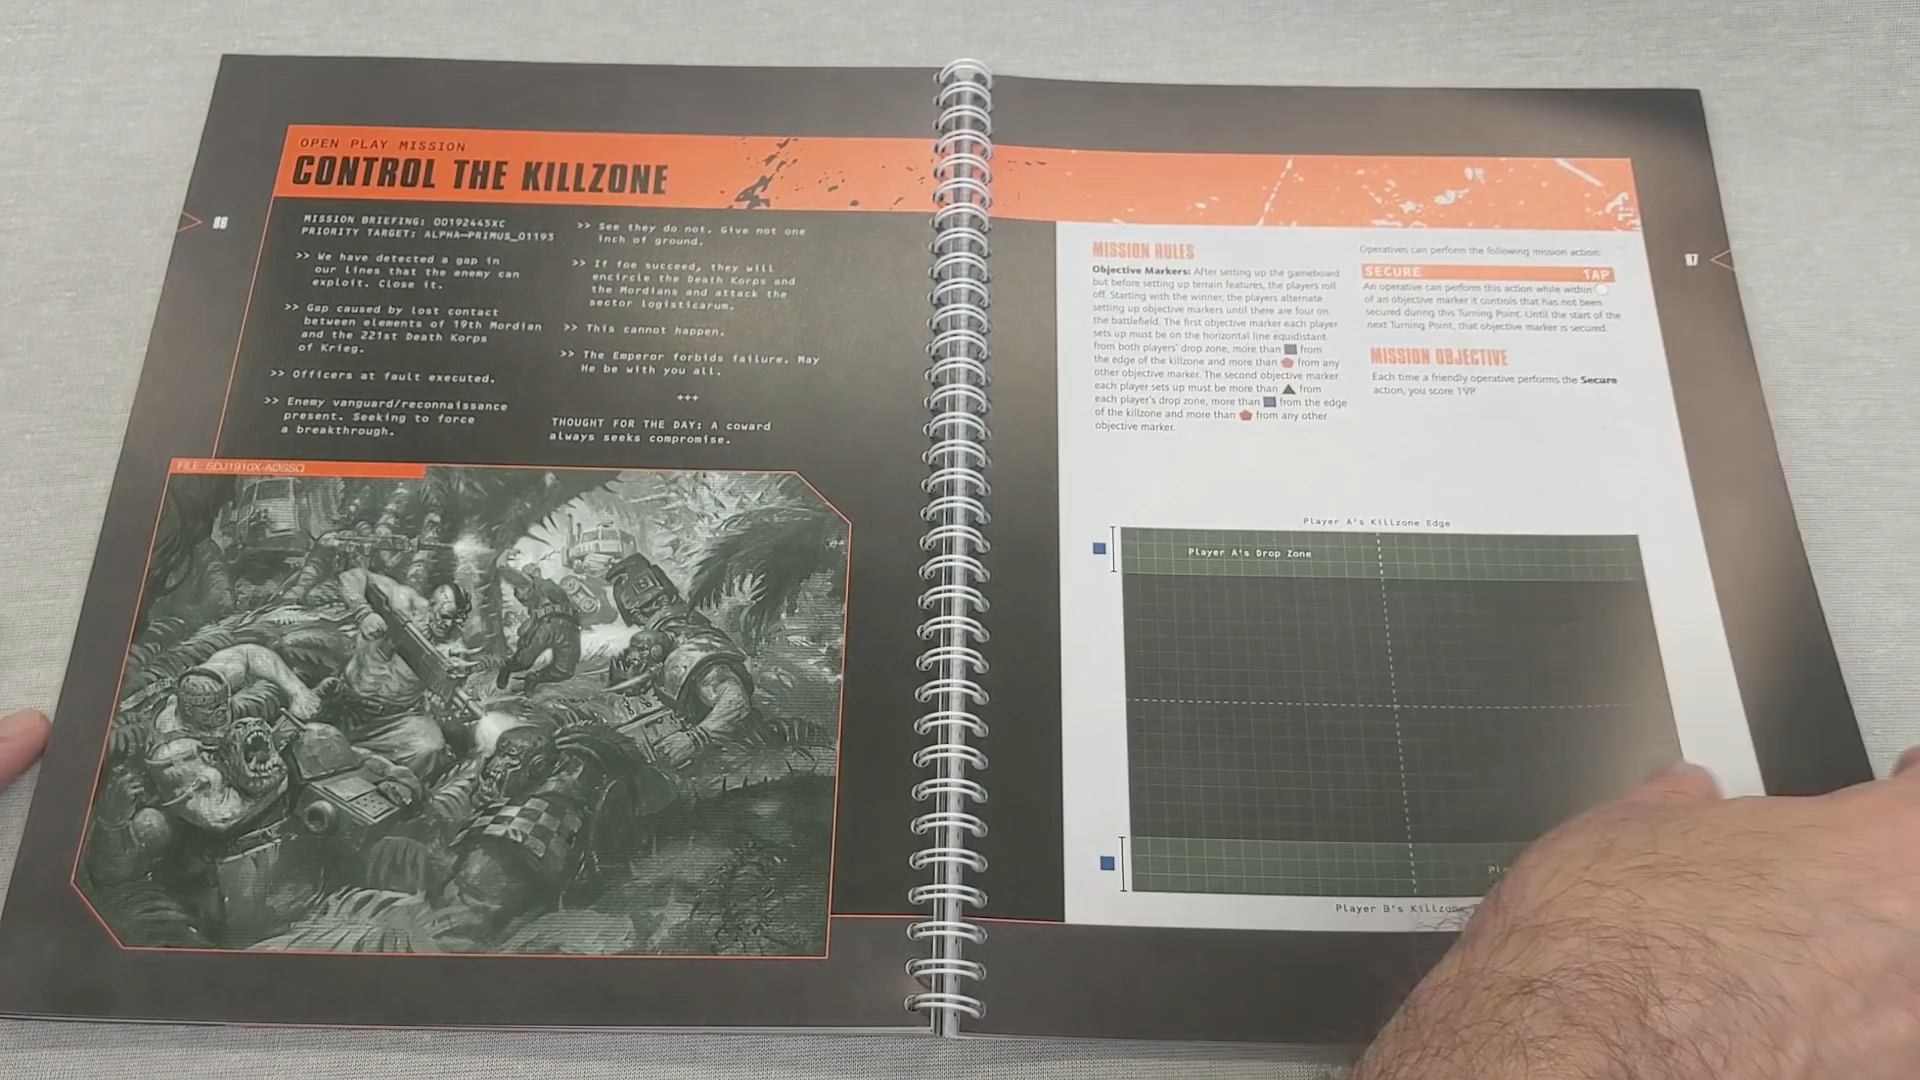 OPEN PLAY MISSION
CONTROL THE KILLZONE
MISSION BRIEFING: 00192445XC
PRIORITY TARGET: ALPHA—PRIMUS_01193
>> We have detected a gap in
our lines that the enemy can
exploit. Close it.
>> Gap caused by lost contact
between elements of 19th Mordian
and the 221st Death Korps
of Krieg.
>> Officers at fault executed.
>> Enemy vanguard/reconnaissance
present. Seeking to force
a breakthrough.
>> See they do not. Give not one
inch of ground.
>> If foe succeed, they will
encircle the Death Korps and
the Mordians and attack the
sector logisticarum.
>> This cannot happen.
>> The Emperor forbids failure. May
He be with you all.
+++
THOUGHT FOR THE DAY: A coward
always seeks compromise.
FILE: SDJ1910X-AØSSO
MISSION RULES
Objective Markers: After setting up the gameboard
but before setting up terrain features, the players roll
off. Starting with the winner, the players alternate
setting up objective markers until there are four on
the battlefield. The first objective marker each player
sets up must be on the horizontal line equidistant
from both players' drop zone, more than from
the edge of the killzone and more than from any
other objective marker. The second objective marker
each player sets up must be more than from
each player's drop zone, more than from the edge
of the killzone and more than from any other
objective marker.
Operatives can perform the following mission action:
SECURE 1AP
An operative can perform this action while within
of an objective marker it controls that has not been
secured during this Turning Point. Until the start of the
next Turning Point, that objective marker is secured.
MISSION OBJECTIVE
Each time a friendly operative performs the Secure
action, you score 1VP.
Player A's Killzone Edge
Player A's Drop Zone
Player B's Killzone